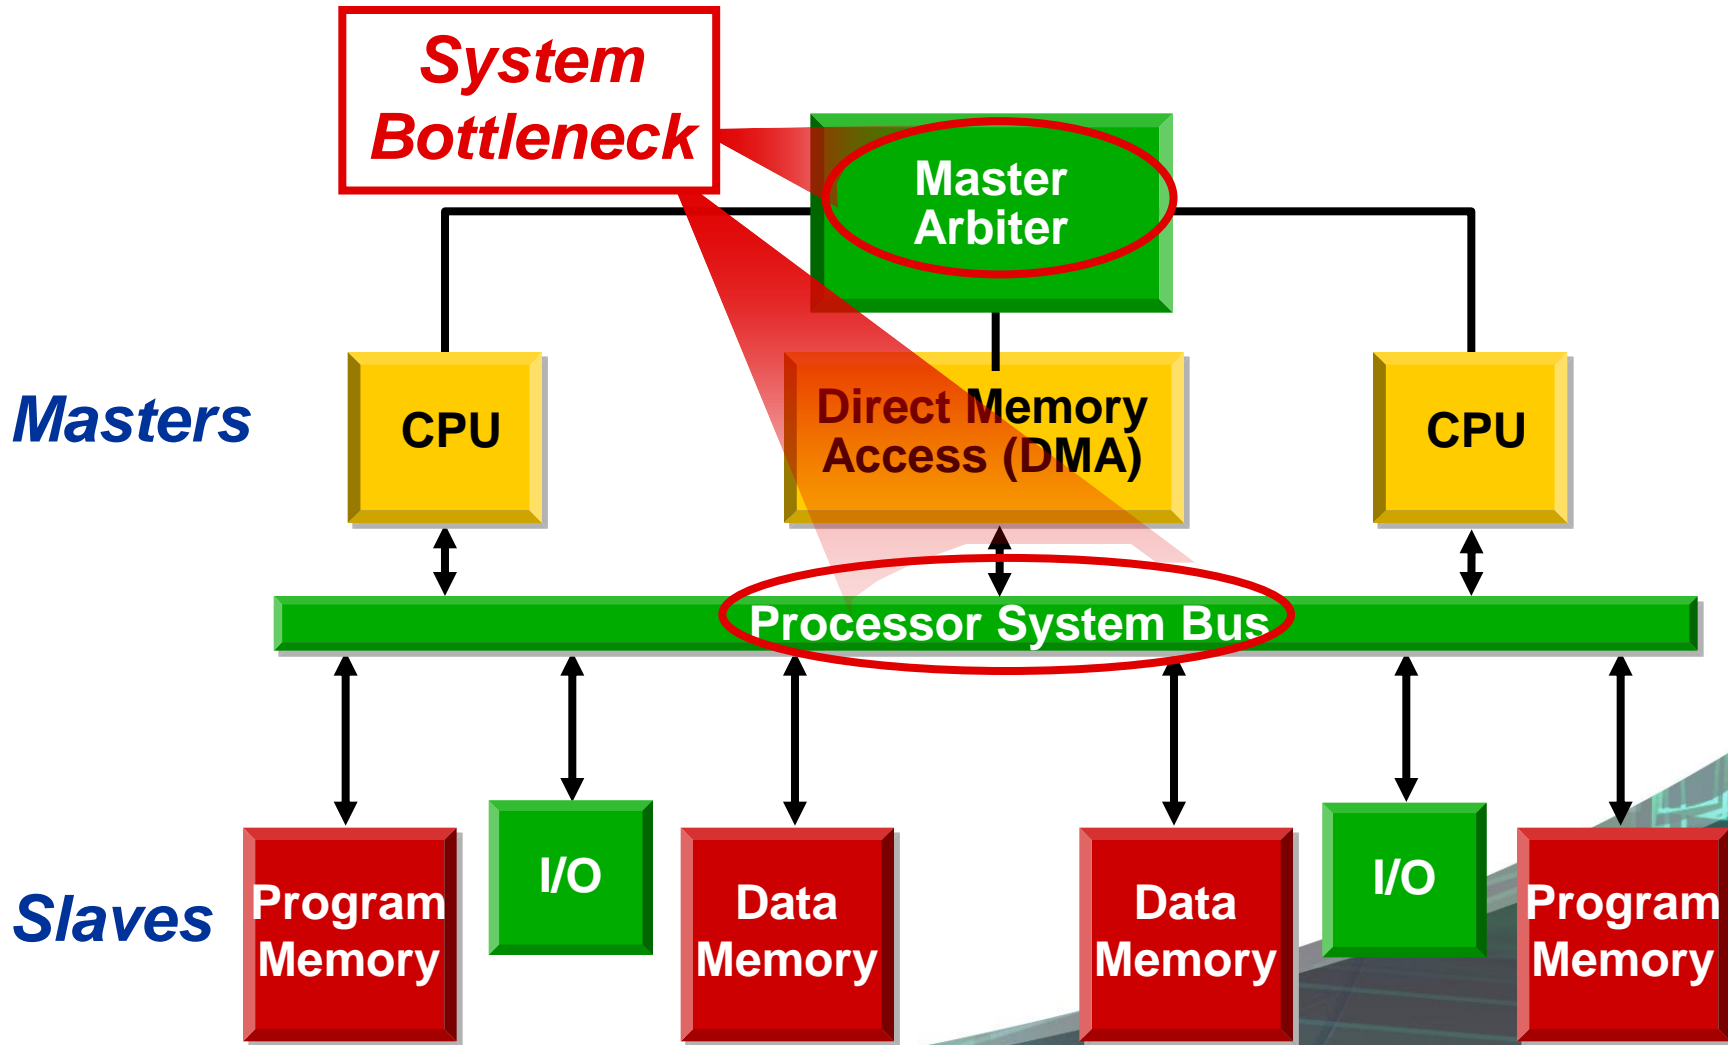 System
Bottleneck
Master
Arbiter
Masters
CPU
Direct Memory
Access (DMA)
CPU
Processor System Bus
Slaves
Program
Memory
I/O
Data
Memory
Data
Memory
I/O
Program
Memory